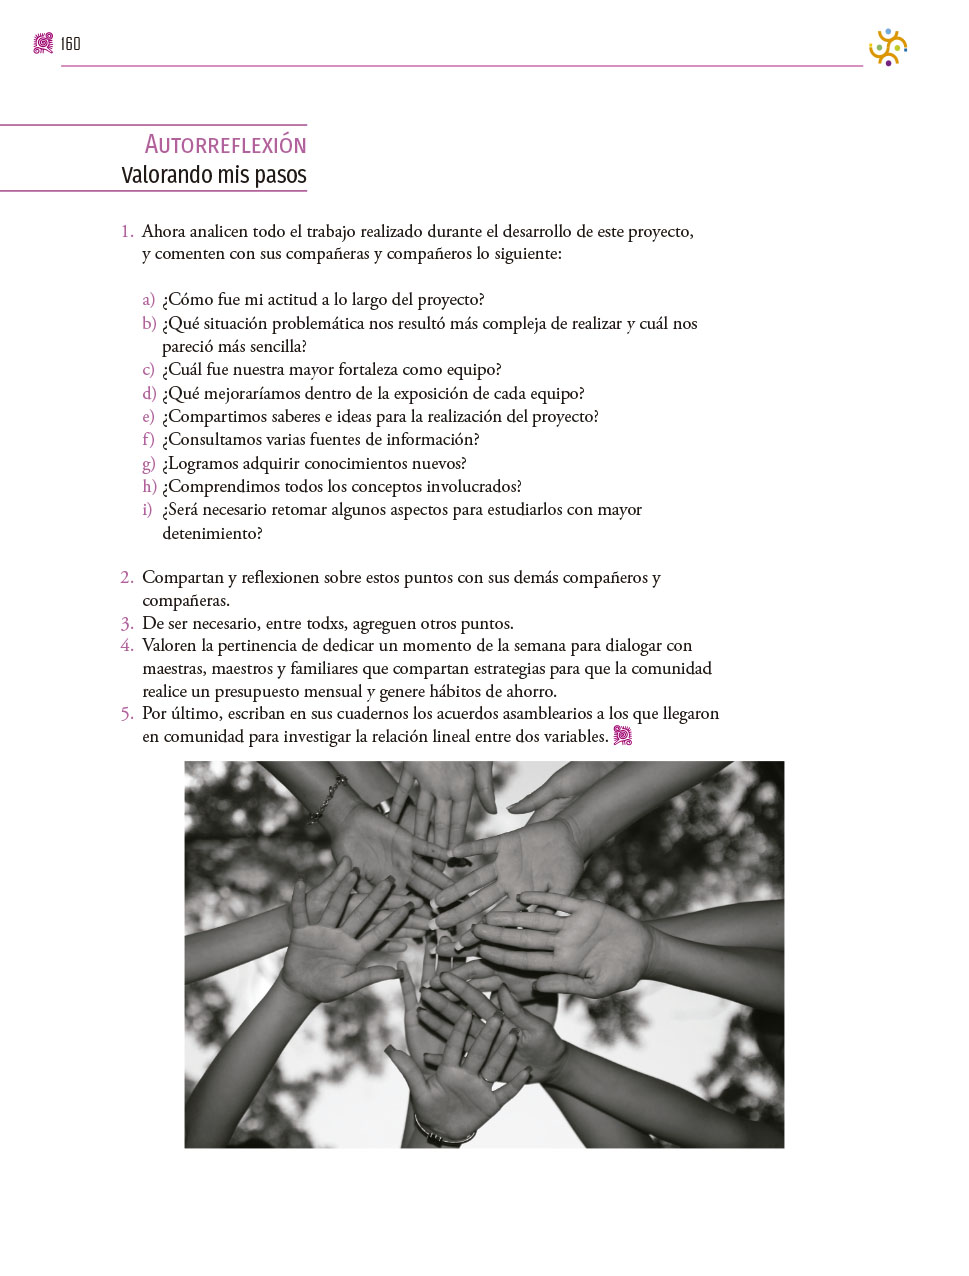 160
Autorreflexión
Valorando mis pasos
1. Ahora analicen todo el trabajo realizado durante el desarrollo de este proyecto,
y comenten con sus compañeras y compañeros lo siguiente:
a) ¿Cómo fue mi actitud a lo largo del proyecto?
b) ¿Qué situación problemática nos resultó más compleja de realizar y cuál nos
pareció más sencilla?
c) ¿Cuál fue nuestra mayor fortaleza como equipo?
d) ¿Qué mejoraríamos dentro de la exposición de cada equipo?
e) ¿Compartimos saberes e ideas para la realización del proyecto?
f) ¿Consultamos varias fuentes de información?
g) ¿Logramos adquirir conocimientos nuevos?
h) ¿Comprendimos todos los conceptos involucrados?
i) ¿Será necesario retomar algunos aspectos para estudiarlos con mayor
detenimiento?
2. Compartan y reflexionen sobre estos puntos con sus demás compañeros y
compañeras.
3. De ser necesario, entre todxs, agreguen otros puntos.
4. Valoren la pertinencia de dedicar un momento de la semana para dialogar con
maestras, maestros y familiares que compartan estrategias para que la comunidad
realice un presupuesto mensual y genere hábitos de ahorro.
5. Por último, escriban en sus cuadernos los acuerdos asamblearios a los que llegaron
en comunidad para investigar la relación lineal entre dos variables.